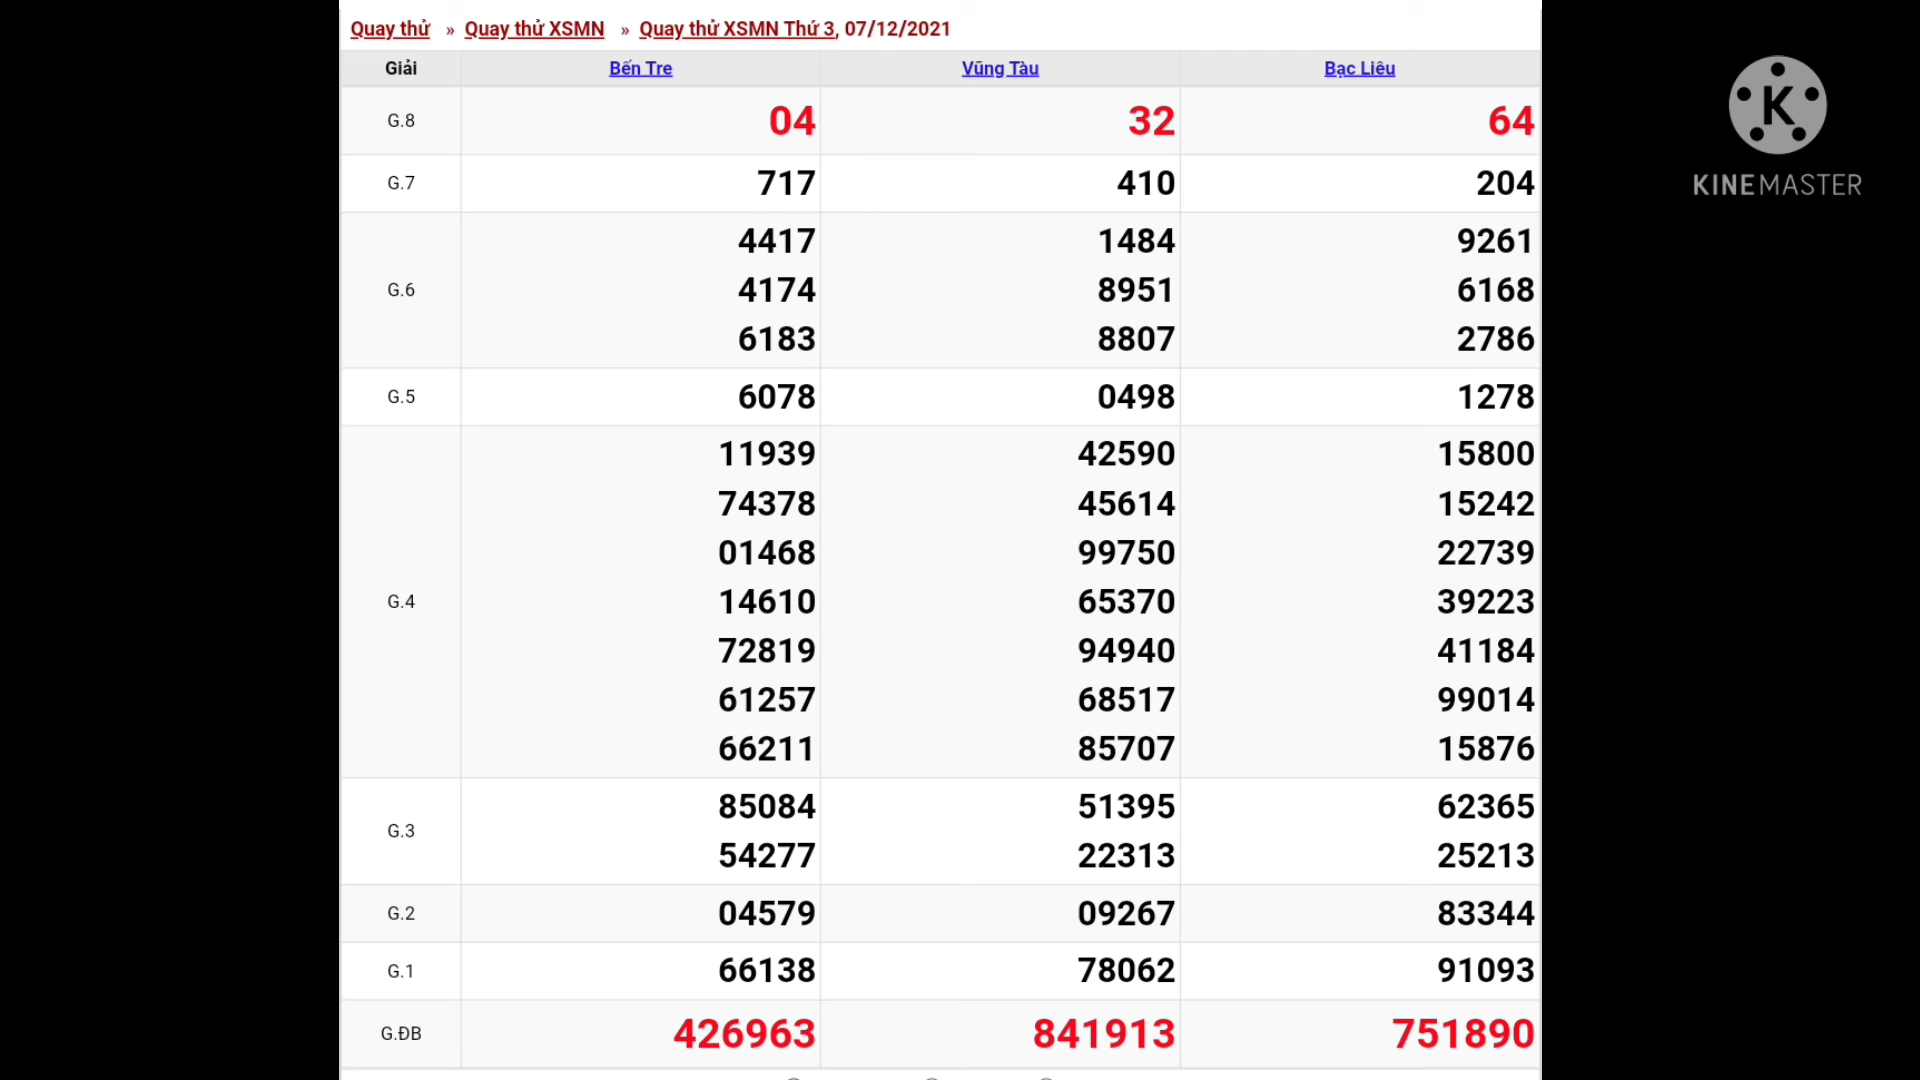 Quay thử » Quay thử XSMN » Quay thử XSMN Thứ 3, 07/12/2021
Giải Bến Tre Vũng Tàu Bạc Liêu
G.8 04 32 64
G.7 717 410 204
4417 1484 9261
G.6 4174 8951 6168
6183 8807 2786
G.5 6078 0498 1278
11939 42590 15800
74378 45614 15242
01468 99750 22739
G.4 14610 65370 39223
72819 94940 41184
61257 68517 99014
66211 85707 15876
G.3
85084 51395 62365
54277 22313 25213
G.2 04579 09267 83344
G.1 66138 78062 91093
G.ĐB 426963 841913 751890
K
KINEMASTER